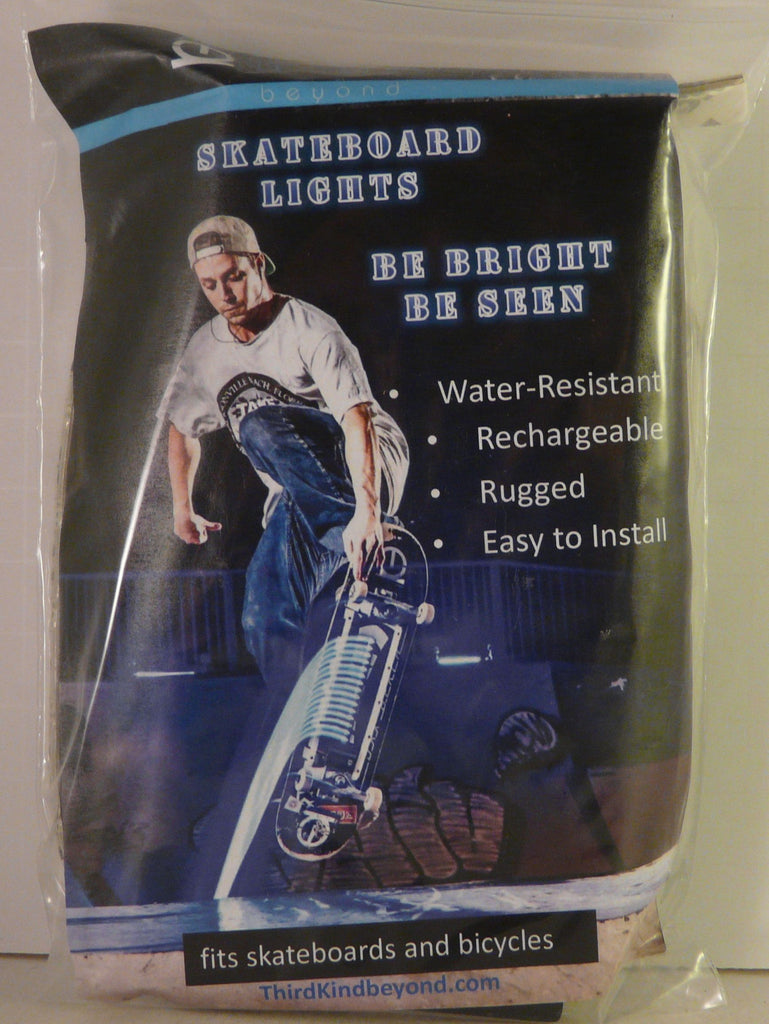 beyond
SKATEBOARD
LIGHTS
BE BRIGHT
BE SEEN
• Water-Resistant
• Rechargeable
• Rugged
• Easy to Install
fits skateboards and bicycles
ThirdKindbeyond.com